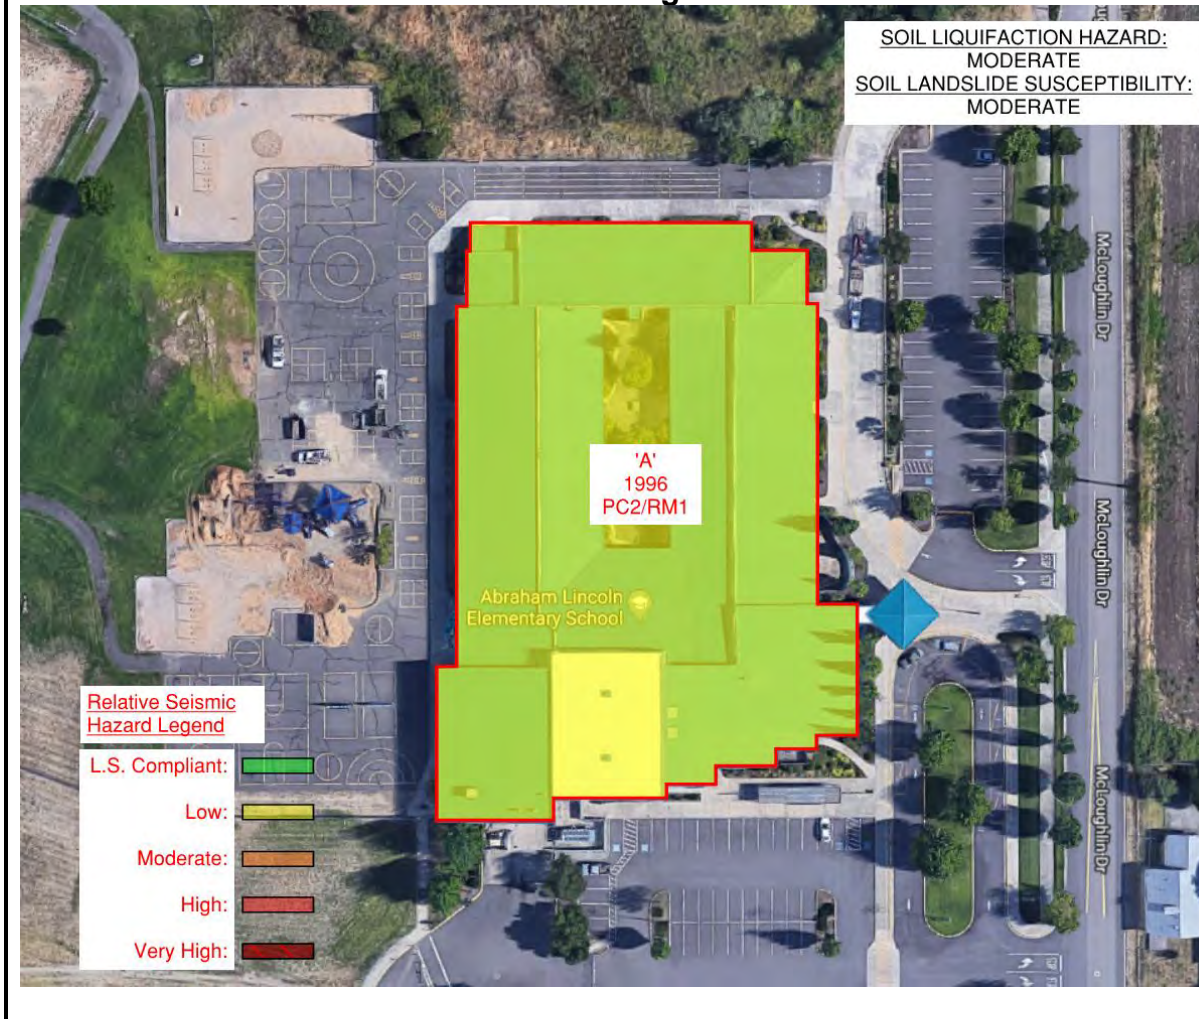 SOIL LIQUIFACTION HAZARD:
MODERATE
SOIL LANDSLIDE SUSCEPTIBILITY:
MODERATE
McLoughlin Dr
'A'
1996
PC2/RM1
McLoughlin Dr
Abraham Lincoln
Elementary School
Relative Seismic
Hazard Legend
L.S. Compliant:
Low:
Moderate:
High:
Very High:
McLoughlin Dr